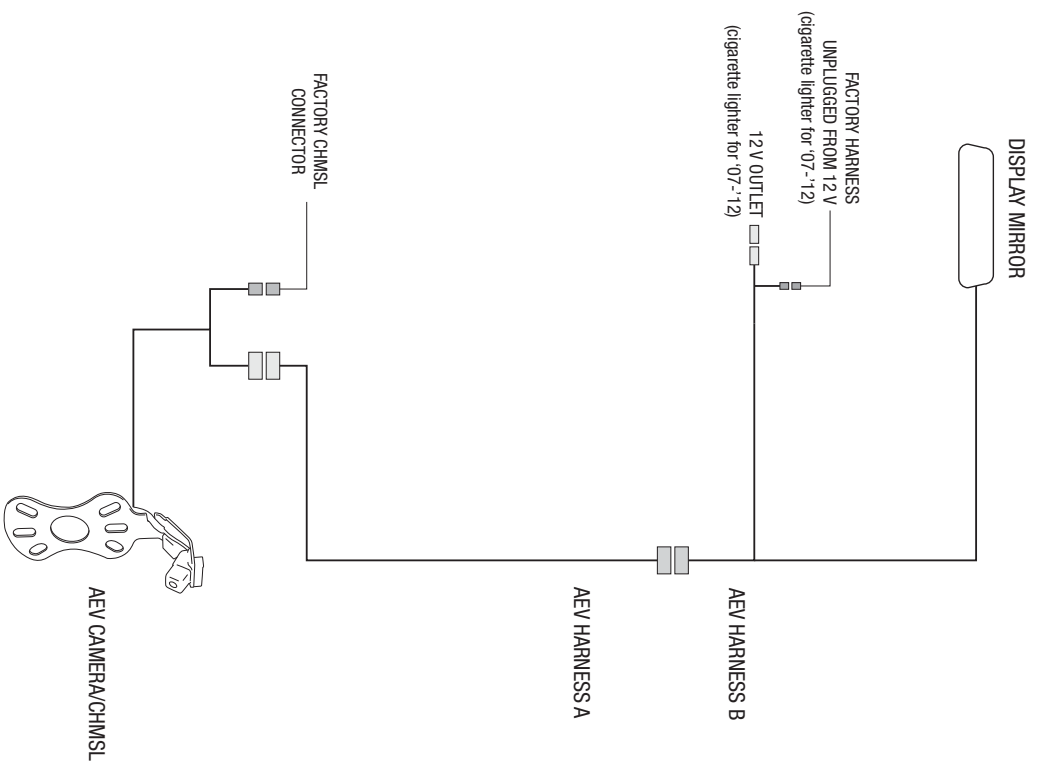 DISPLAY MIRROR
FACTORY HARNESS
UNPLUGGED FROM 12 V
(cigarette lighter for ‘07-’12)
12 V OUTLET
(cigarette lighter for ‘07-’12)
FACTORY CHMSL
CONNECTOR
AEV HARNESS B
AEV HARNESS A
AEV CAMERA/CHMSL